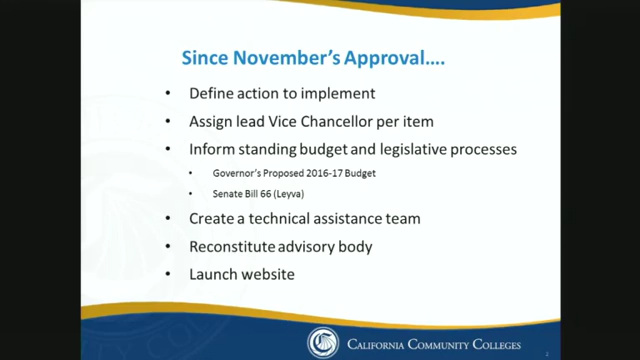 Since November's Approval….
• Define action to implement
• Assign lead Vice Chancellor per item
• Inform standing budget and legislative processes
• Governor's Proposed 2016-17 Budget
• Senate Bill 66 (Leyva)
• Create a technical assistance team
• Reconstitute advisory body
• Launch website
CALIFORNIA COMMUNITY COLLEGES
2